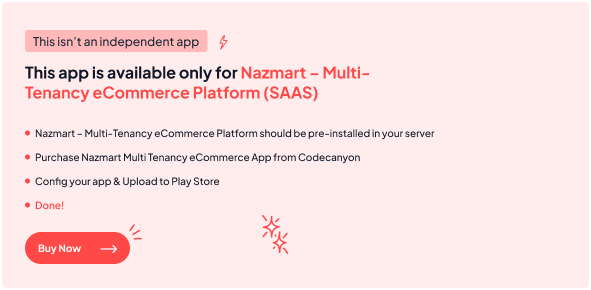 This isn't an independent app
This app is available only for Nazmart – Multi-
Tenancy eCommerce Platform (SAAS)
Nazmart – Multi-Tenancy eCommerce Platform should be pre-installed in your server
Purchase Nazmart Multi Tenancy eCommerce App from Codecanyon
Config your app & Upload to Play Store
Done!
Buy Now